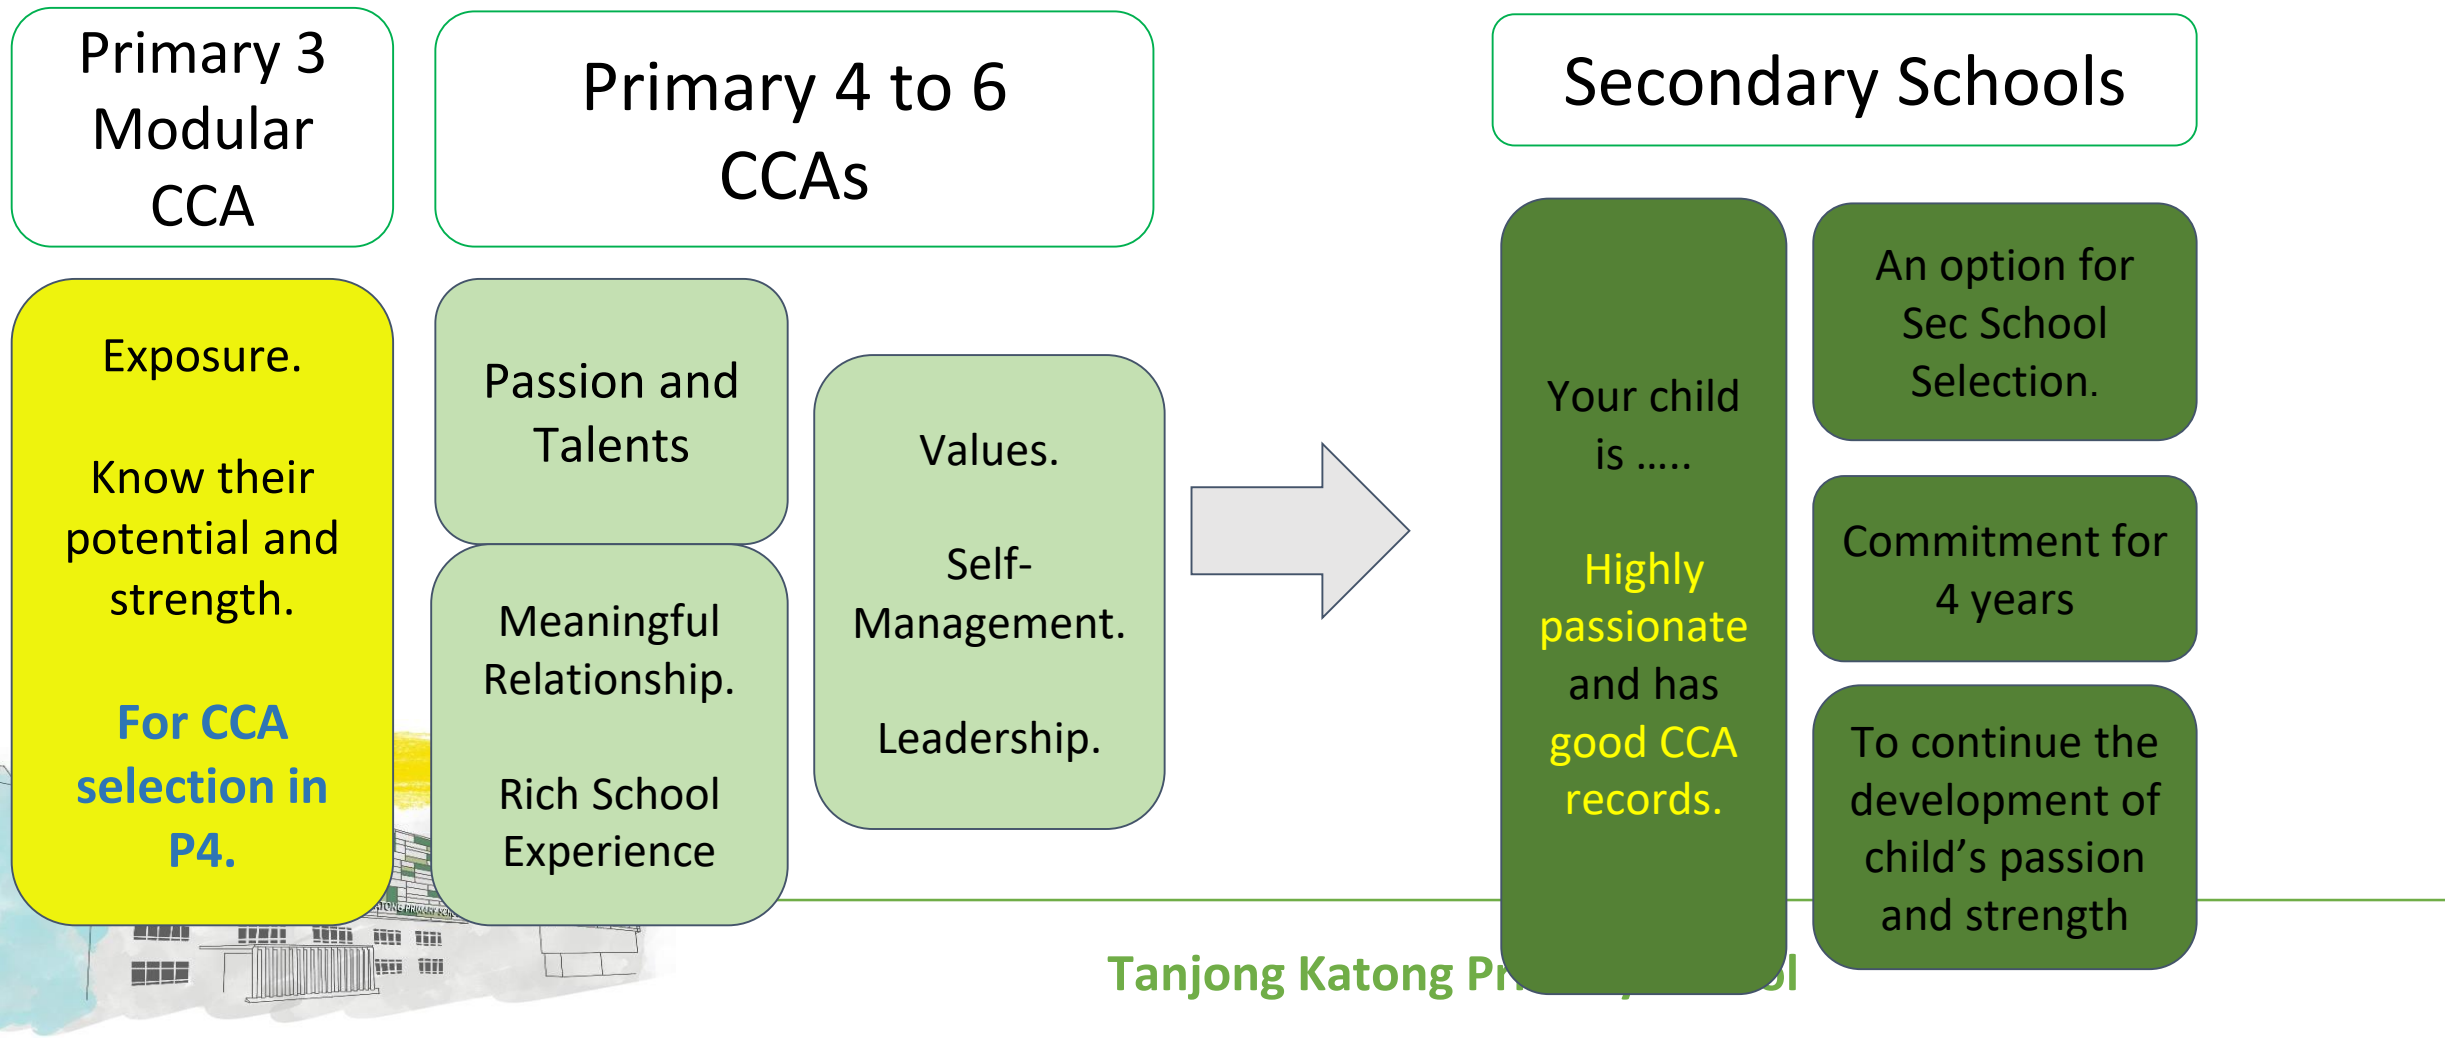 Primary 3
Modular
CCA
Primary 4 to 6
CCAs
Secondary Schools
Exposure.
Know their
potential and
strength.
For CCA
selection in
P4.
Passion and
Talents
Meaningful
Relationship.
Rich School
Experience
Values.
Self-
Management.
Leadership.
Your child
is .....
Highly
passionate
and has
good CCA
records.
An option for
Sec School
Selection.
Commitment for
4 years
To continue the
development of
child’s passion
and strength
Tanjong Katong